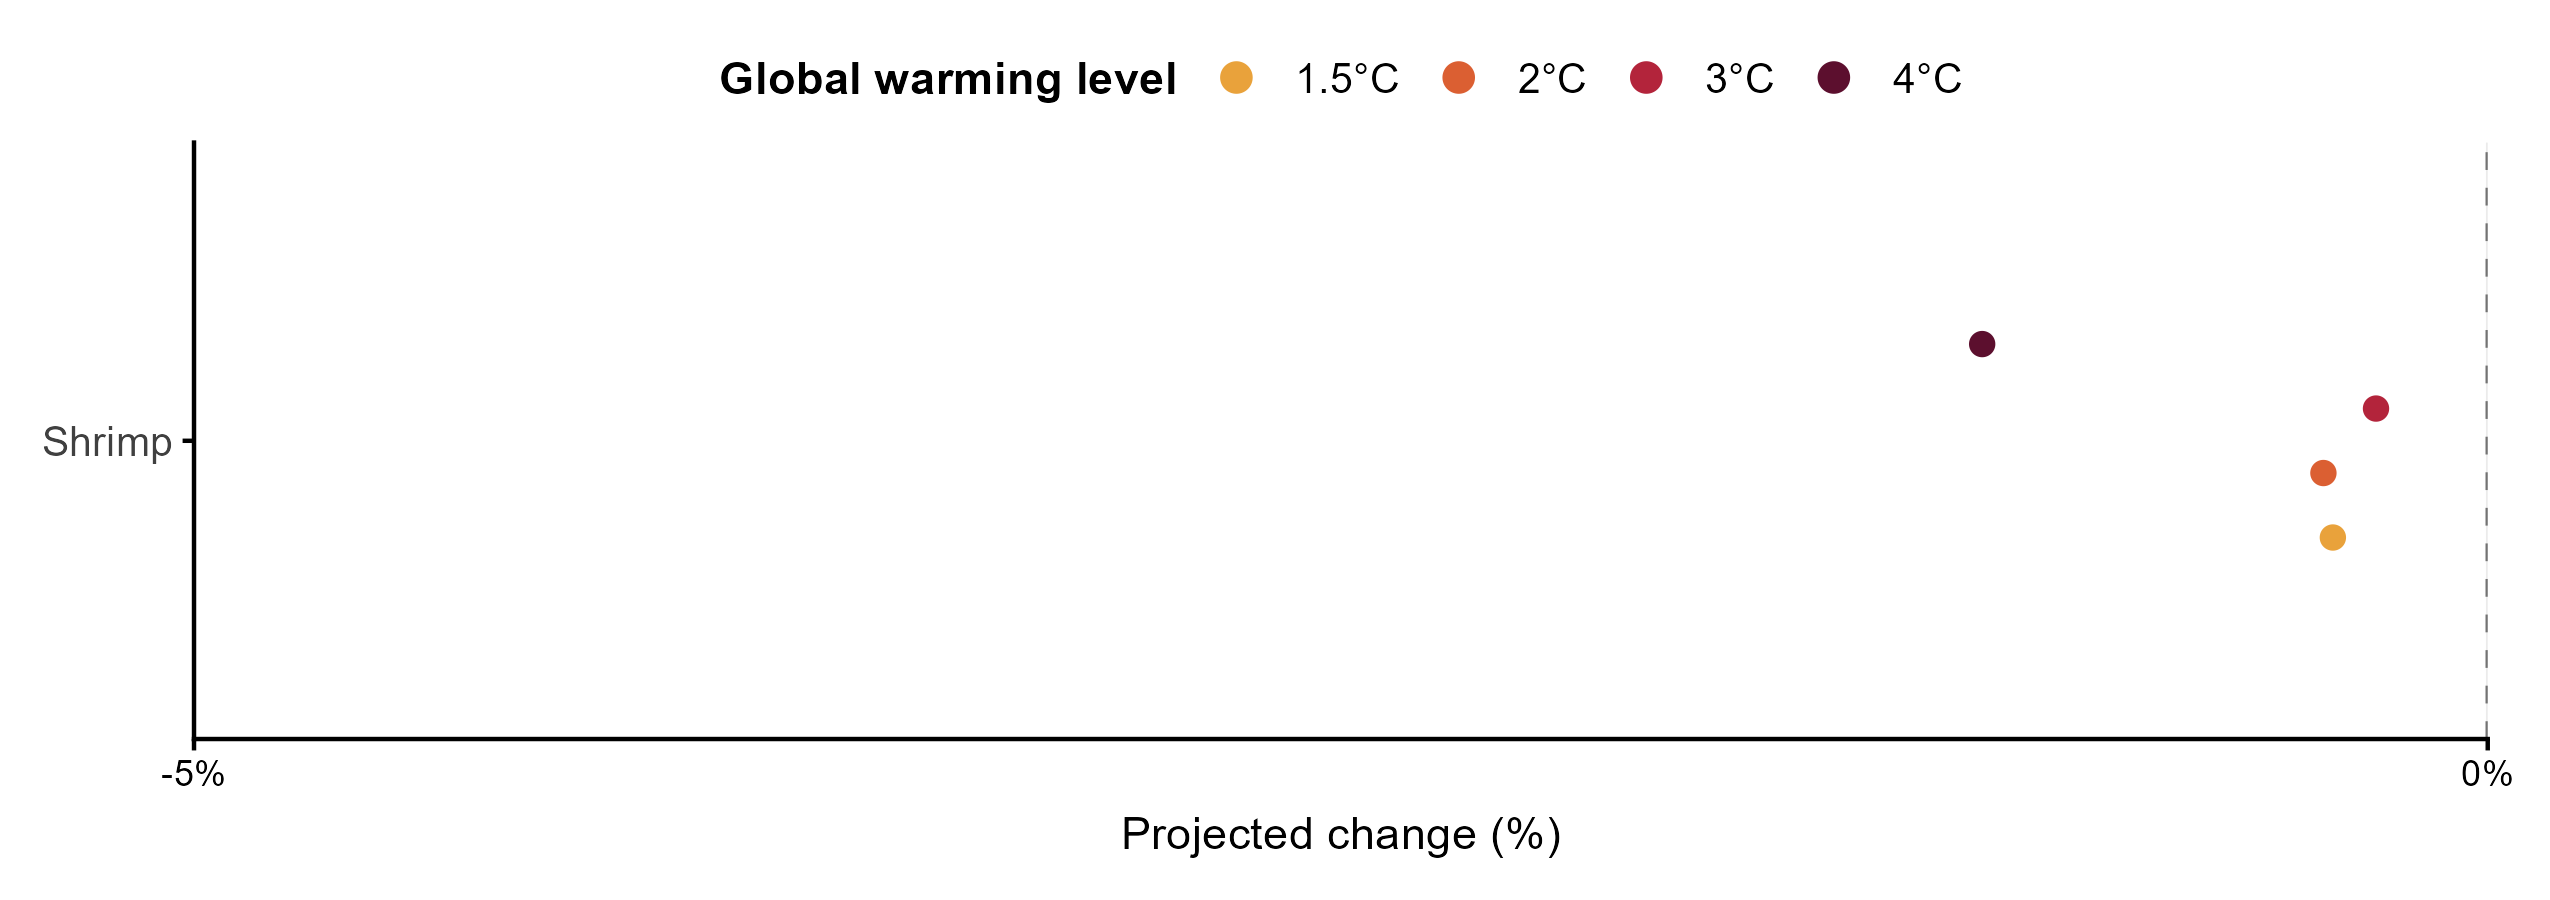 Global warming level 1.5°C 2°C 3°C 4°C
Shrimp
-5% 0%
Projected change (%)